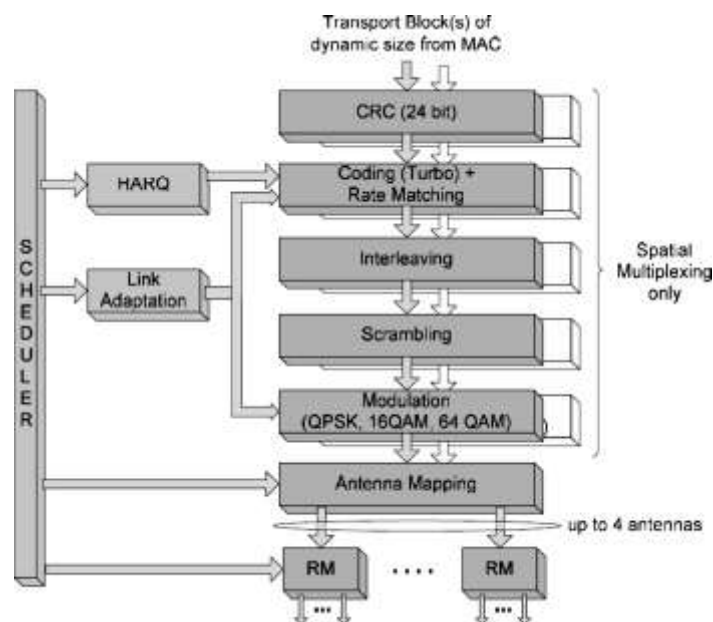 Transport Block(s) of
dynamic size from MAC
CRC (24 bit)
HARQ
Coding (Turbo) +
Rate Matching
Interleaving
Spatial
Multiplexing
only
SCHEDULER
Link
Adaptation
Scrambling
Modulation
(QPSK, 16QAM, 64 QAM)
Antenna Mapping
up to 4 antennas
RM
....
RM
...
...